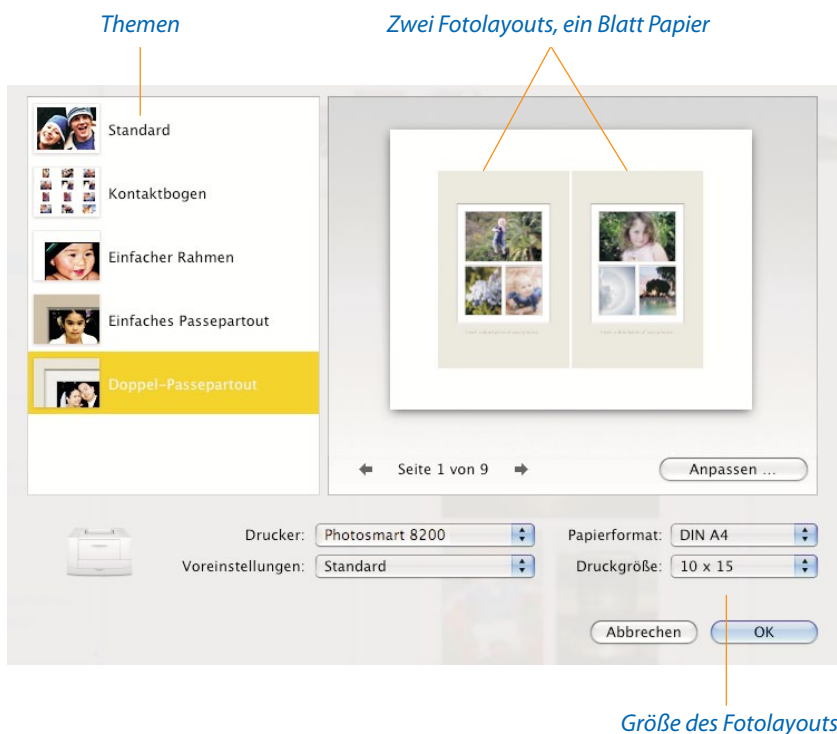 Themen
Zwei Fotolayouts, ein Blatt Papier
Standard
Kontaktbogen
Einfacher Rahmen
Einfaches Passepartout
Doppel-Passepartout
Seite 1 von 9
Anpassen ...
Drucker: Photosmart 8200
Papierformat: DIN A4
Voreinstellungen: Standard
Druckgröße: 10 x 15
Abbrechen
OK
Größe des Fotolayouts